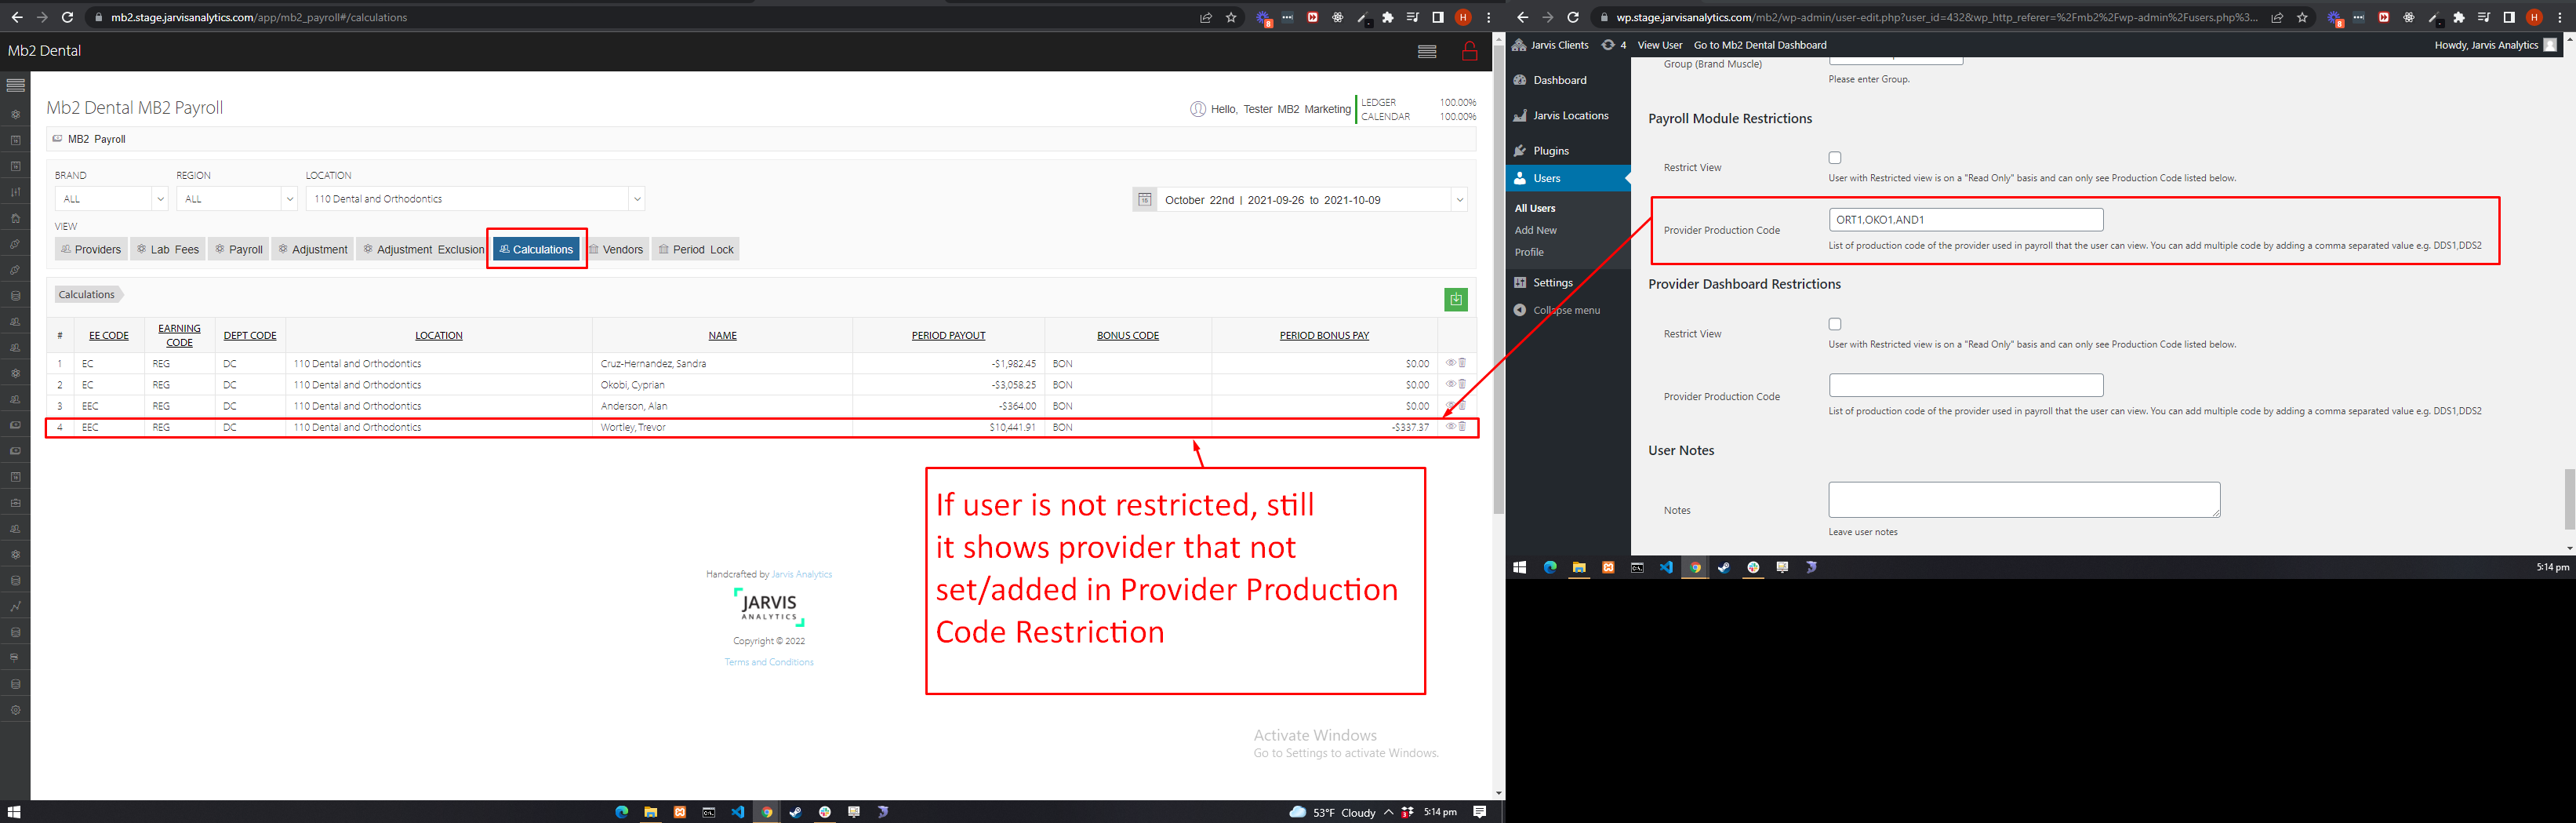 mb2.stage.jarvisanalytics.com/app/mb2_payroll#/calculations
H
Mb2 Dental
Mb2 Dental MB2 Payroll
Hello, Tester MB2 Marketing
LEDGER 100.00%
CALENDAR 100.00%
MB2 Payroll
BRAND REGION LOCATION
ALL ALL 110 Dental and Orthodontics
October 22nd | 2021-09-26 to 2021-10-09
VIEW
Providers Lab Fees Payroll Adjustment Adjustment Exclusion Calculations Vendors Period Lock
Calculations
# EE CODE EARNING CODE DEPT CODE LOCATION NAME PERIOD PAYOUT BONUS CODE PERIOD BONUS PAY
1 EC REG DC 110 Dental and Orthodontics Cruz-Hernandez, Sandra -$1,982.45 BON $0.00
2 EC REG DC 110 Dental and Orthodontics Okobi, Cyprian -$3,058.25 BON $0.00
3 EEC REG DC 110 Dental and Orthodontics Anderson, Alan -$364.00 BON $0.00
4 EEC REG DC 110 Dental and Orthodontics Wortley, Trevor $10,441.91 BON -$337.37
If user is not restricted, still
it shows provider that not
set/added in Provider Production
Code Restriction
Handcrafted by Jarvis Analytics
JARVIS
ANALYTICS
Copyright © 2022
Terms and Conditions
Activate Windows
Go to Settings to activate Windows.
53°F Cloudy
5:14 pm
wp.stage.jarvisanalytics.com/mb2/wp-admin/user-edit.php?user_id=432&wp_http_referer=%2Fmb2%2Fwp-admin%2Fusers.php%3...
H
Jarvis Clients 4 View User Go to Mb2 Dental Dashboard
Howdy, Jarvis Analytics
Dashboard
Jarvis Locations
Plugins
Users
All Users
Add New
Profile
Settings
Collapse menu
Group (Brand Muscle)
Please enter Group.
Payroll Module Restrictions
Restrict View
User with Restricted view is on a "Read Only" basis and can only see Production Code listed below.
Provider Production Code
ORT1,OKO1,AND1
List of production code of the provider used in payroll that the user can view. You can add multiple code by adding a comma separated value e.g. DDS1,DDS2
Provider Dashboard Restrictions
Restrict View
User with Restricted view is on a "Read Only" basis and can only see Production Code listed below.
Provider Production Code
List of production code of the provider used in payroll that the user can view. You can add multiple code by adding a comma separated value e.g. DDS1,DDS2
User Notes
Notes
Leave user notes
5:14 pm